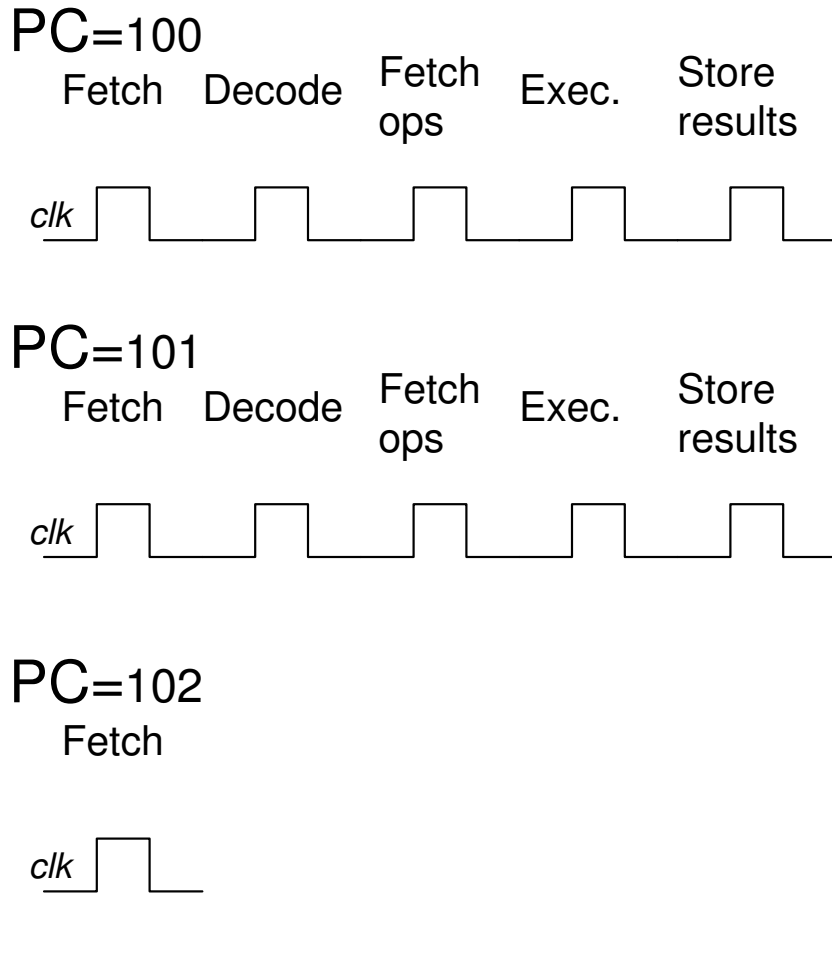 PC=100
Fetch Decode Fetch ops Exec. Store results
clk
PC=101
Fetch Decode Fetch ops Exec. Store results
clk
PC=102
Fetch
clk